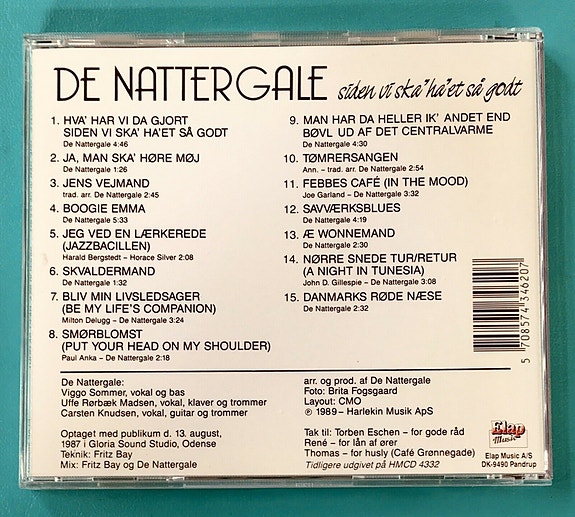 DE NATTERGALE siden vi ska' ha'et så godt
1. HVA' HAR VI DA GJORT
SIDEN VI SKA' HA'ET SÅ GODT
De Nattergale 4:46
2. JA, MAN SKA' HØRE MØJ
De Nattergale 1:26
3. JENS VEJMAND
trad. arr. De Nattergale 2:45
4. BOOGIE EMMA
De Nattergale 5:33
5. JEG VED EN LÆRKEREDE
(JAZZBACILLEN)
Harald Bergstedt – Horace Silver 2:08
6. SKVALDERMAND
De Nattergale 1:32
7. BLIV MIN LIVSLEDSAGER
(BE MY LIFE'S COMPANION)
Milton Delugg – De Nattergale 3:24
8. SMØRBLOMST
(PUT YOUR HEAD ON MY SHOULDER)
Paul Anka – De Nattergale 2:18
9. MAN HAR DA HELLER IK' ANDET END
BØVL UD AF DET CENTRALVARME
De Nattergale 4:30
10. TØMRERSANGEN
Ann. – trad. arr. De Nattergale 2:54
11. FEBBES CAFÉ (IN THE MOOD)
Joe Garland – De Nattergale 3:32
12. SAVVÆRKSBLUES
De Nattergale 4:19
13. Æ WONNEMAND
De Nattergale 2:30
14. NØRRE SNEDE TUR/RETUR
(A NIGHT IN TUNESIA)
John D. Gillespie – De Nattergale 3:08
15. DANMARKS RØDE NÆSE
De Nattergale 2:32
5 708574 346207
De Nattergale:
Viggo Sommer, vokal og bas
Uffe Rørbæk Madsen, vokal, klaver og trommer
Carsten Knudsen, vokal, guitar og trommer
Optaget med publikum d. 13. august,
1987 i Gloria Sound Studio, Odense
Teknik: Fritz Bay
Mix: Fritz Bay og De Nattergale
arr. og prod. af De Nattergale
Foto: Brita Fogsgaard
Layout: CMO
℗ 1989 – Harlekin Musik ApS
Tak til: Torben Eschen – for gode råd
René – for lån af ører
Thomas – for husly (Café Grønnegade)
Tidligere udgivet på HMCD 4332
Elap
Music
Elap Music A/S
DK-9490 Pandrup